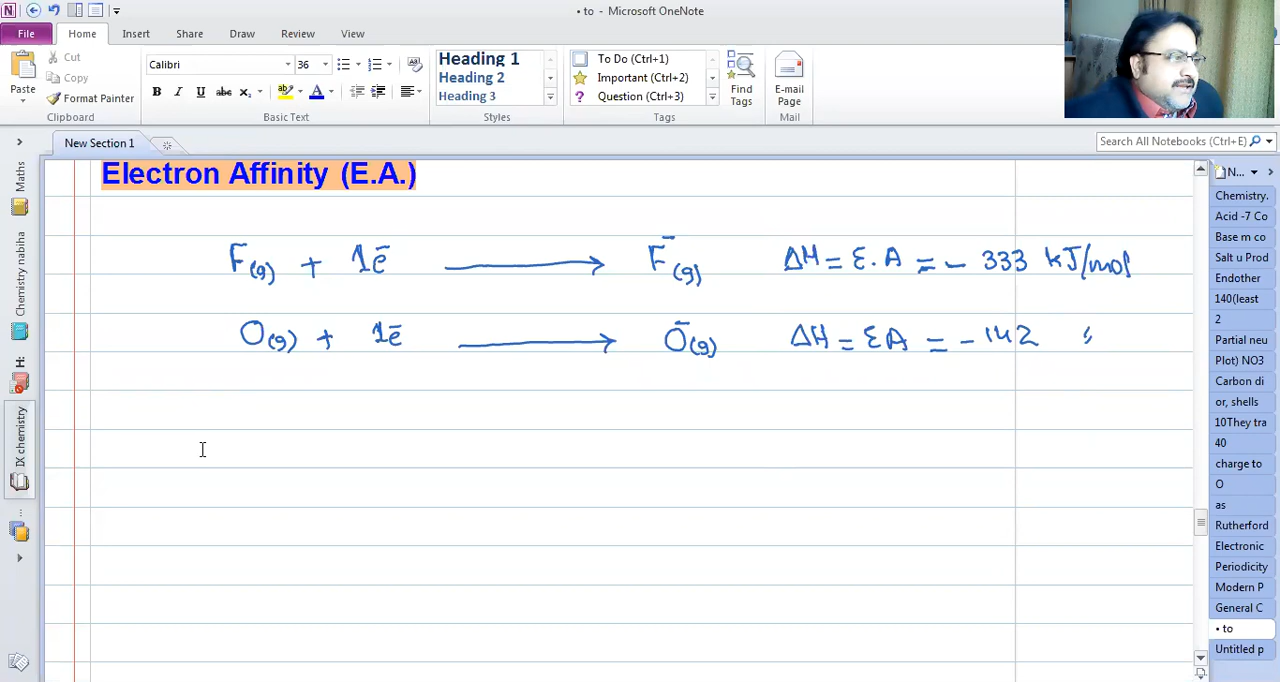 • to - Microsoft OneNote
File Home Insert Share Draw Review View
Paste
Cut
Copy
Format Painter
Clipboard
Calibri 36
B I U abc x₂ ab A
Basic Text
Heading 1
Heading 2
Heading 3
Styles
To Do (Ctrl+1)
Important (Ctrl+2)
Question (Ctrl+3)
Tags
Find
Tags
E-mail
Page
Mail
New Section 1
Search All Notebooks (Ctrl+E)
Maths
Chemistry nabiha
IX chemistry
Electron Affinity (E.A.)
F(g) + 1ē → F̄(g) ΔH = E.A = - 333 kJ/mol
O(g) + 1ē → Ō(g) ΔH = EA = - 142
N...
Chemistry.
Acid -7 Co
Base m co
Salt u Prod
Endother
140(least
2
Partial neu
Plot) NO3
Carbon di
or, shells
10They tra
40
charge to
O
as
Rutherford
Electronic
Periodicity
Modern P
General C
• to
Untitled p